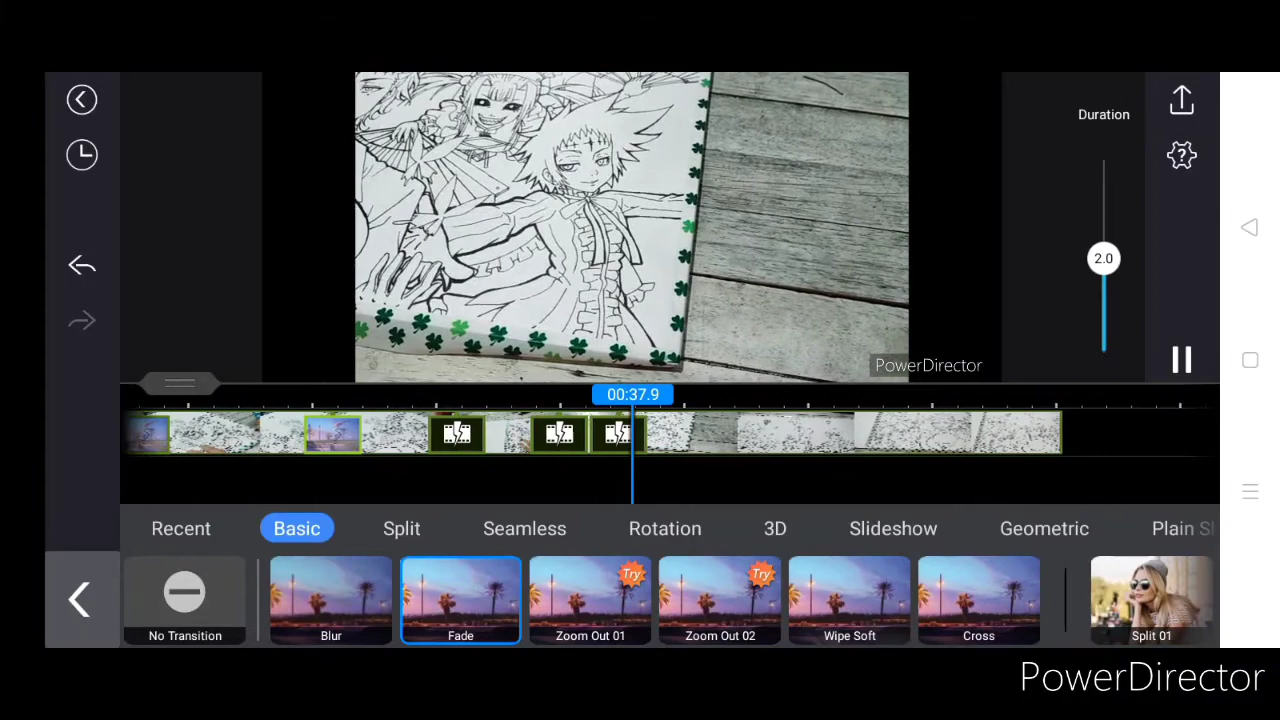 Duration
2.0
PowerDirector
00:37.9
Recent Basic Split Seamless Rotation 3D Slideshow Geometric Plain Sl
Try Try
No Transition Blur Fade Zoom Out 01 Zoom Out 02 Wipe Soft Cross Split 01
PowerDirector